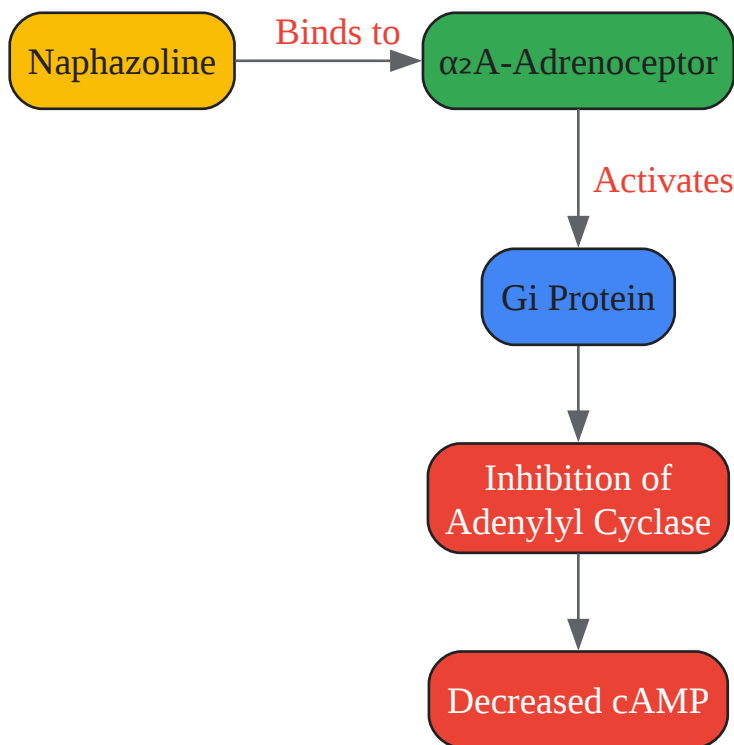 Naphazoline
Binds to
α₂A-Adrenoceptor
Activates
Gi Protein
Inhibition of
Adenylyl Cyclase
Decreased cAMP